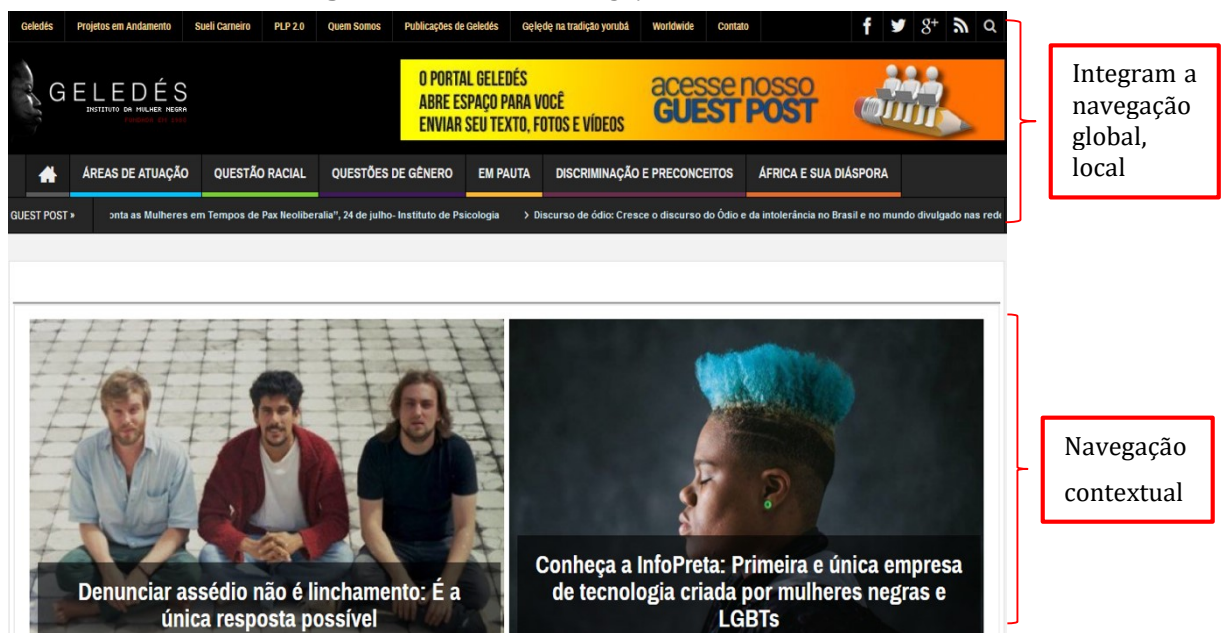 Geledés Projetos em Andamento Sueli Carneiro PLP 2.0 Quem Somos Publicações de Geledés Gẹlẹdẹ na tradição yorubá Worldwide Contato
GELEDÉS
INSTITUTO DA MULHER NEGRA
FUNDADO EM 1988
O PORTAL GELEDÉS
ABRE ESPAÇO PARA VOCÊ
ENVIAR SEU TEXTO, FOTOS E VÍDEOS
acesse nosso
GUEST POST
ÁREAS DE ATUAÇÃO QUESTÃO RACIAL QUESTÕES DE GÊNERO EM PAUTA DISCRIMINAÇÃO E PRECONCEITOS ÁFRICA E SUA DIÁSPORA
GUEST POST » onta as Mulheres em Tempos de Pax Neoliberalia", 24 de julho- Instituto de Psicologia > Discurso de ódio: Cresce o discurso do Ódio e da intolerância no Brasil e no mundo divulgado nas rede
Integram a
navegação
global,
local
Denunciar assédio não é linchamento: É a
única resposta possível
Conheça a InfoPreta: Primeira e única empresa
de tecnologia criada por mulheres negras e
LGBTs
Navegação
contextual